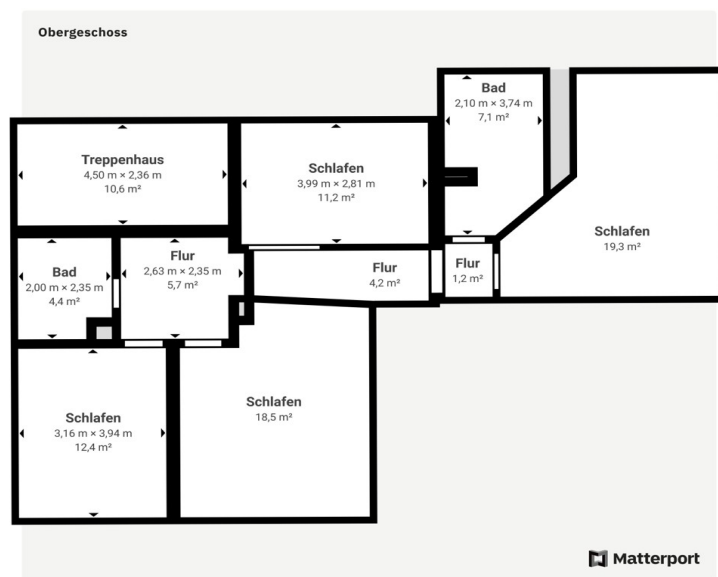 Obergeschoss
Bad
2,10 m × 3,74 m
7,1 m²
Treppenhaus
4,50 m × 2,36 m
10,6 m²
Schlafen
3,99 m × 2,81 m
11,2 m²
Schlafen
19,3 m²
Bad
2,00 m × 2,35 m
4,4 m²
Flur
2,63 m × 2,35 m
5,7 m²
Flur
4,2 m²
Flur
1,2 m²
Schlafen
3,16 m × 3,94 m
12,4 m²
Schlafen
18,5 m²
Matterport